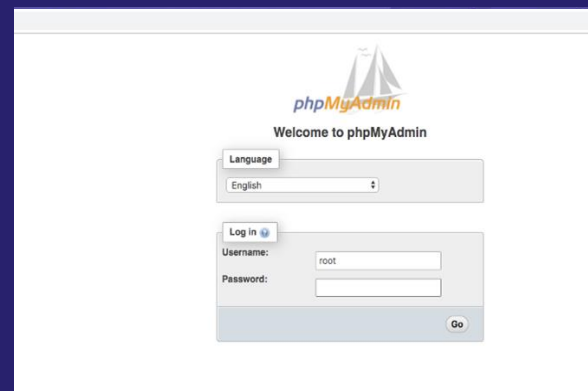 phpMyAdmin
Welcome to phpMyAdmin
Language
English
Log in
Username:
root
Password:
Go